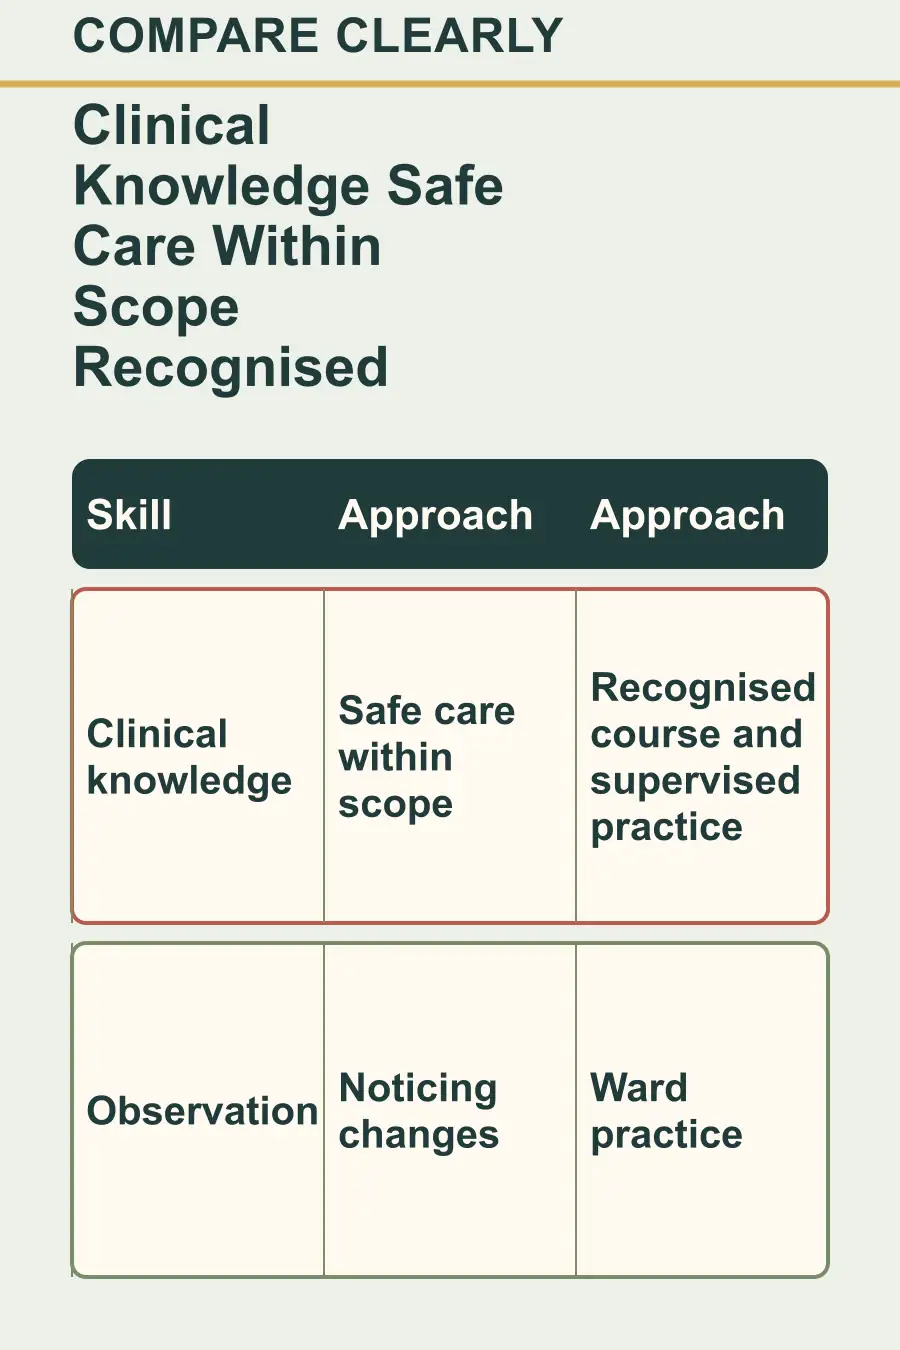 COMPARE CLEARLY
Clinical
Knowledge Safe
Care Within
Scope
Recognised
Skill Approach Approach
Clinical
knowledge
Safe care
within
scope
Recognised
course and
supervised
practice
Observation
Noticing
changes
Ward
practice